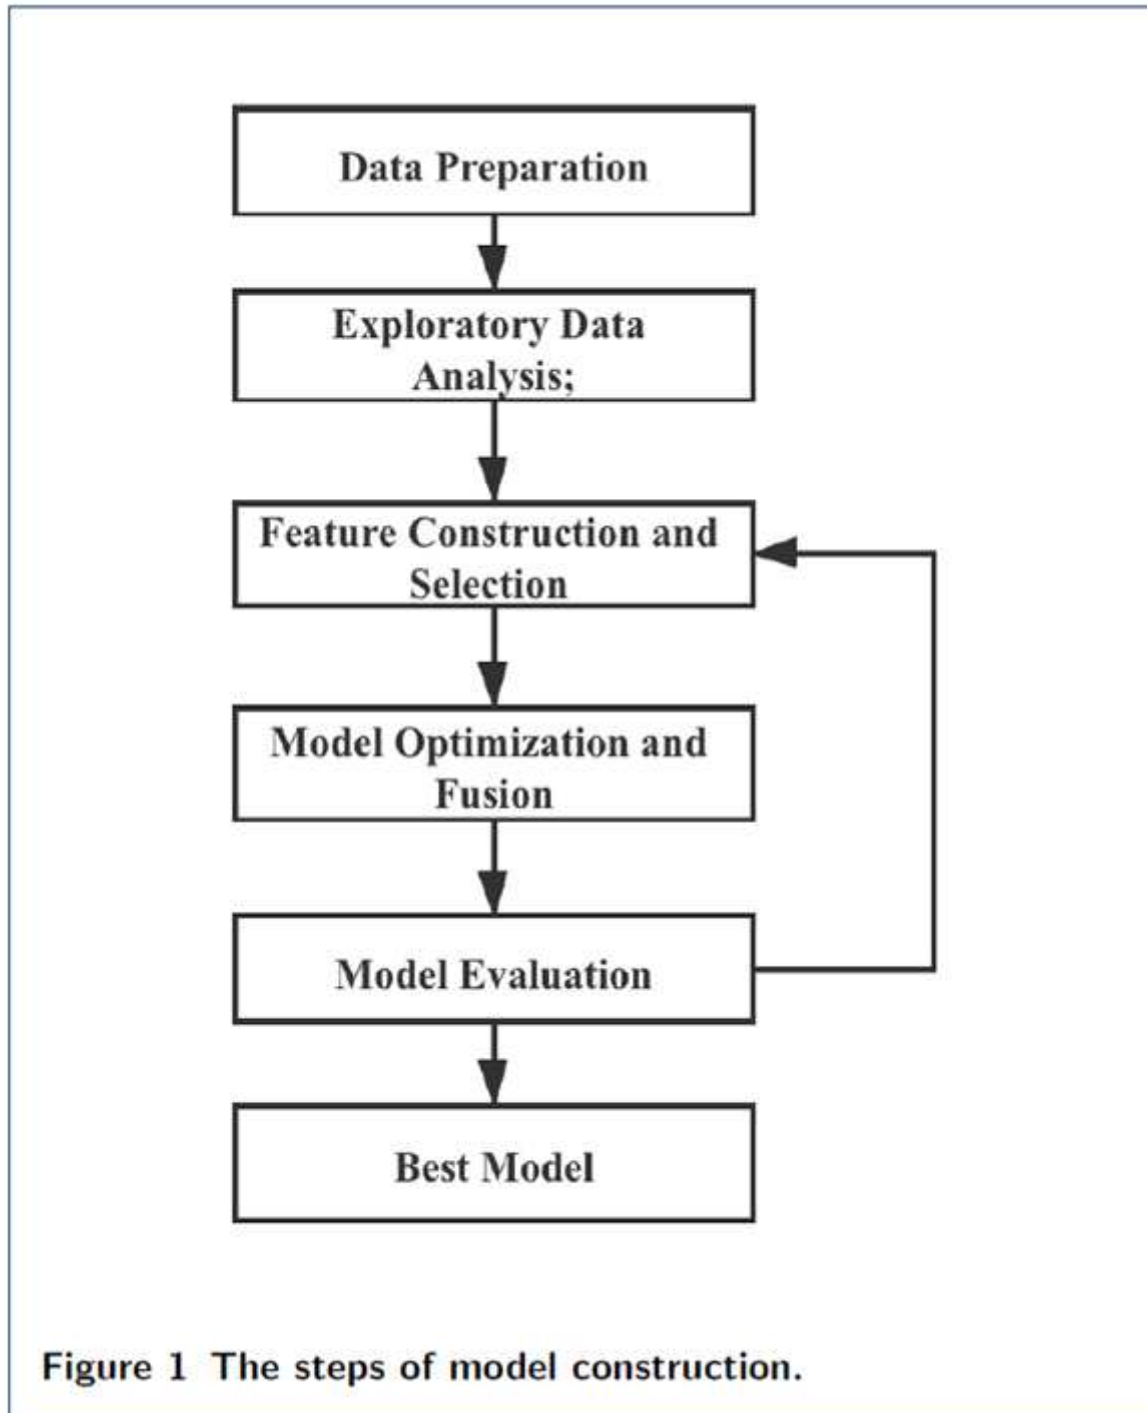 Data Preparation
Exploratory Data
Analysis;
Feature Construction and
Selection
Model Optimization and
Fusion
Model Evaluation
Best Model
Figure 1 The steps of model construction.